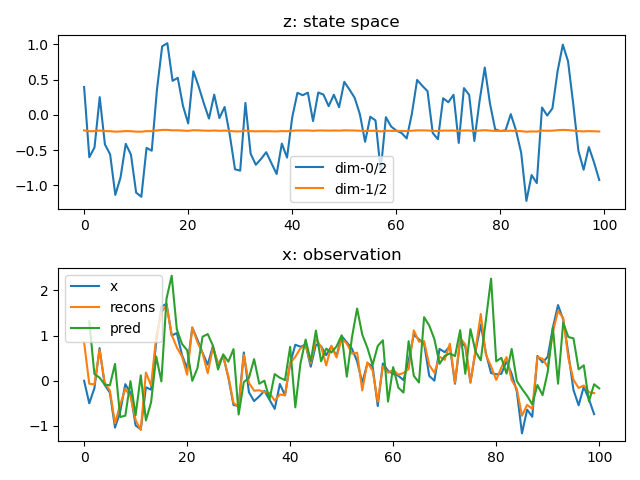 z: state space
1.0
0.5
0.0
−0.5
−1.0
dim-0/2
dim-1/2
0 20 40 60 80 100
x: observation
x
recons
pred
2
1
0
−1
0 20 40 60 80 100